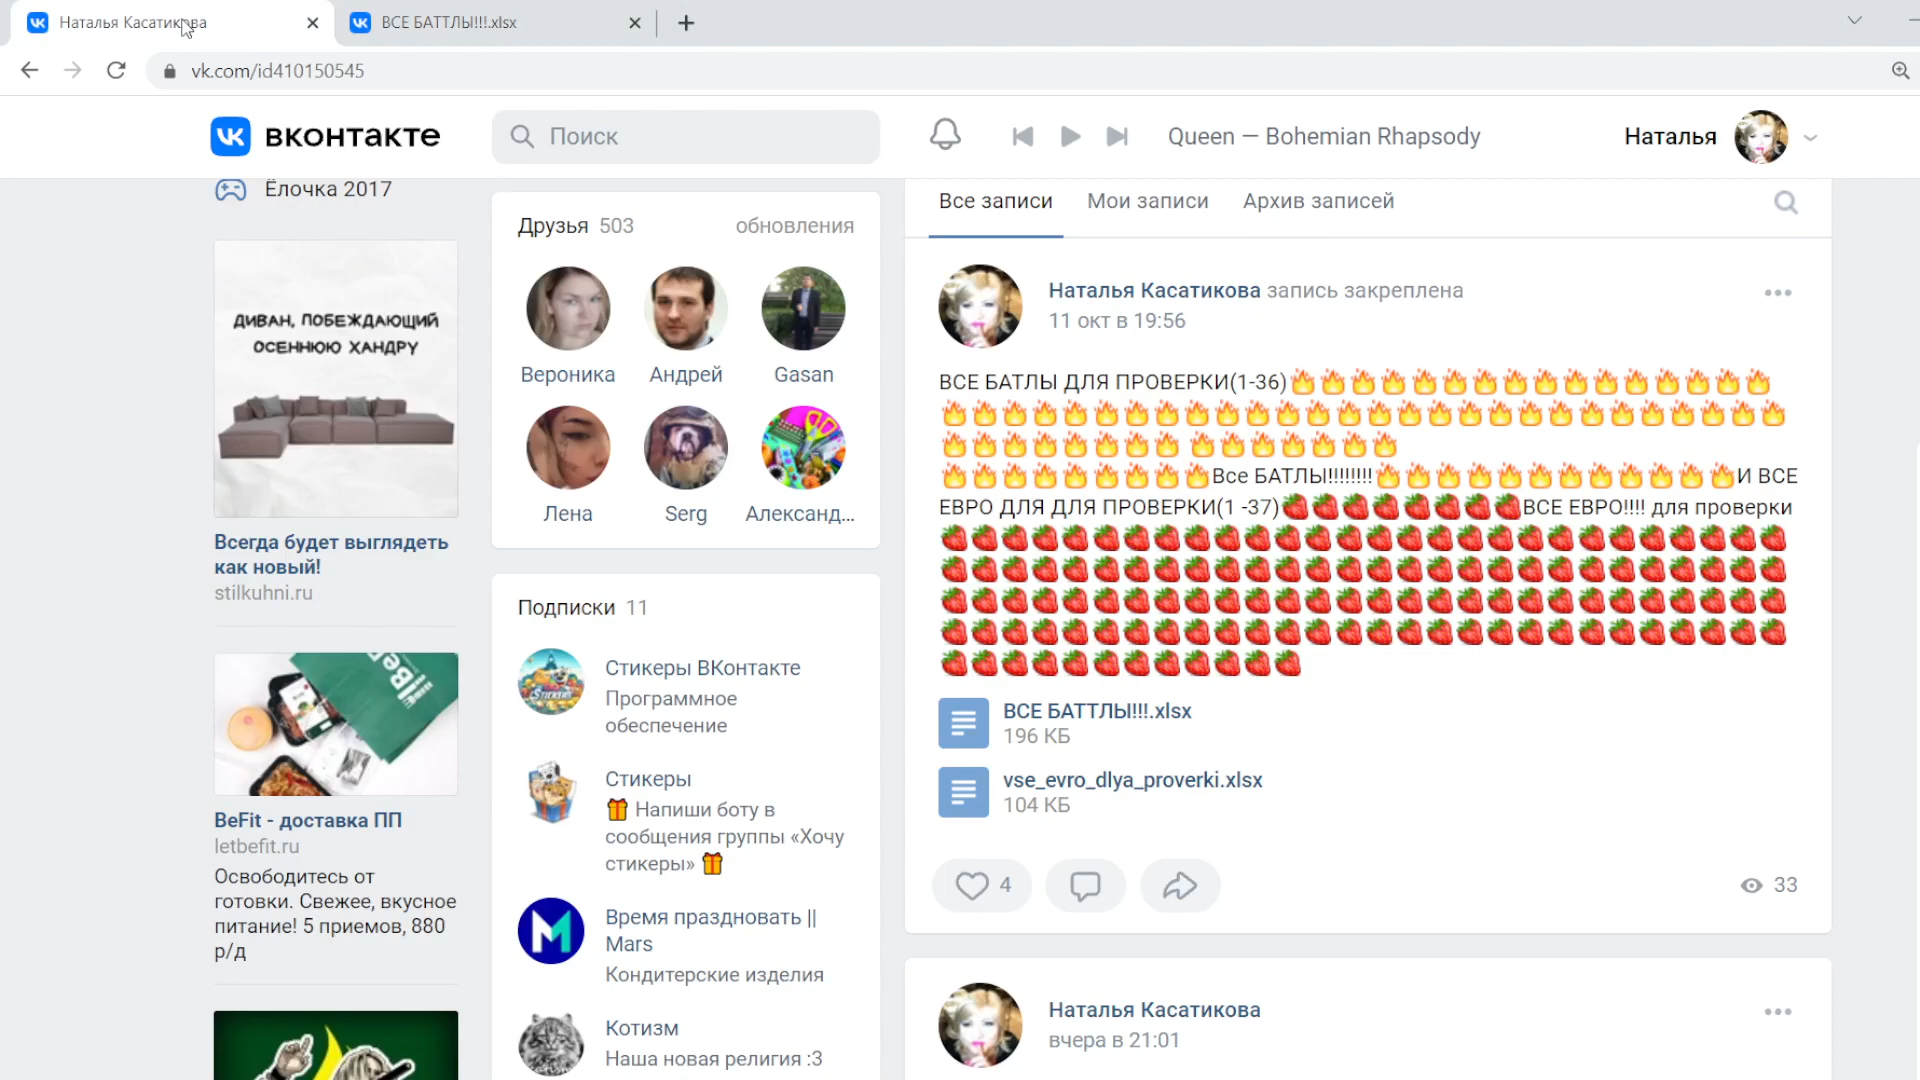 Наталья Касатикова
ВСЕ БАТТЛЫ!!!.xlsx
vk.com/id410150545
вконтакте
Поиск
Queen — Bohemian Rhapsody
Наталья
Ёлочка 2017
ДИВАН, ПОБЕЖДАЮЩИЙ
ОСЕННЮЮ ХАНДРУ
Всегда будет выглядеть
как новый!
stilkuhni.ru
BeFit - доставка ПП
letbefit.ru
Освободитесь от
готовки. Свежее, вкусное
питание! 5 приемов, 880
р/д
Друзья 503
обновления
Вероника
Андрей
Gasan
Лена
Serg
Александ...
Подписки 11
Стикеры ВКонтакте
Программное
обеспечение
Стикеры
🎁 Напиши боту в
сообщения группы «Хочу
стикеры» 🎁
Время праздновать ||
Mars
Кондитерские изделия
Котизм
Наша новая религия :3
Все записи
Мои записи
Архив записей
Наталья Касатикова запись закреплена
11 окт в 19:56
ВСЕ БАТЛЫ ДЛЯ ПРОВЕРКИ(1-36)🔥🔥🔥🔥🔥🔥🔥🔥🔥🔥🔥🔥🔥🔥🔥🔥
🔥🔥🔥🔥🔥🔥🔥🔥🔥🔥🔥🔥🔥🔥🔥🔥🔥🔥🔥🔥🔥🔥🔥🔥🔥🔥🔥🔥
🔥🔥🔥🔥🔥🔥🔥🔥 🔥🔥🔥🔥🔥🔥🔥
🔥🔥🔥🔥🔥🔥🔥🔥🔥Все БАТЛЫ!!!!!!!!🔥🔥🔥🔥🔥🔥🔥🔥🔥🔥🔥🔥И ВСЕ
ЕВРО ДЛЯ ДЛЯ ПРОВЕРКИ(1 -37)🍓🍓🍓🍓🍓🍓🍓🍓ВСЕ ЕВРО!!!! для проверки
🍓🍓🍓🍓🍓🍓🍓🍓🍓🍓🍓🍓🍓🍓🍓🍓🍓🍓🍓🍓🍓🍓🍓🍓🍓🍓🍓🍓
🍓🍓🍓🍓🍓🍓🍓🍓🍓🍓🍓🍓🍓🍓🍓🍓🍓🍓🍓🍓🍓🍓🍓🍓🍓🍓🍓🍓
🍓🍓🍓🍓🍓🍓🍓🍓🍓🍓🍓🍓🍓🍓🍓🍓🍓🍓🍓🍓🍓🍓🍓🍓🍓🍓🍓🍓
🍓🍓🍓🍓🍓🍓🍓🍓🍓🍓🍓🍓🍓🍓🍓🍓🍓🍓🍓🍓🍓🍓🍓🍓🍓🍓🍓🍓
🍓🍓🍓🍓🍓🍓🍓🍓🍓🍓🍓🍓
ВСЕ БАТТЛЫ!!!.xlsx
196 КБ
vse_evro_dlya_proverki.xlsx
104 КБ
4
33
Наталья Касатикова
вчера в 21:01